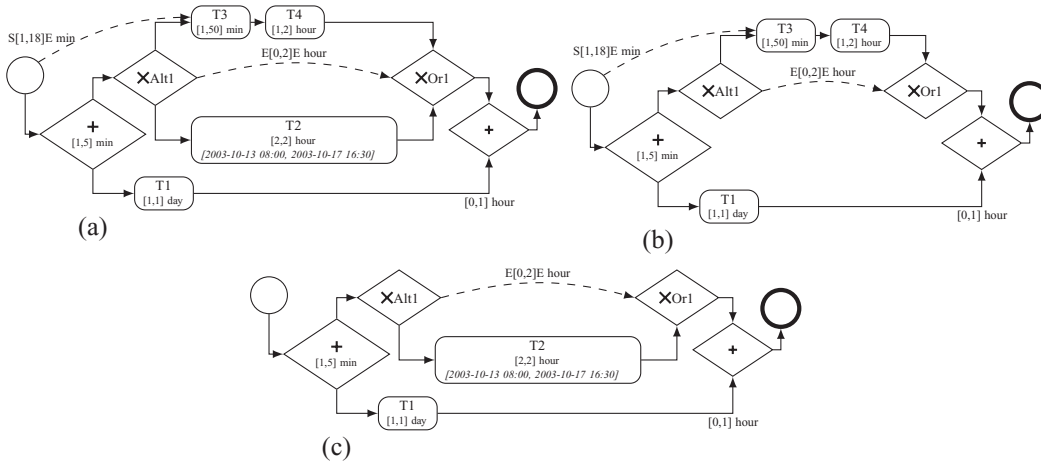 S[1,18]E min
T3
[1,50] min
T4
[1,2] hour
Alt1
E[0,2]E hour
Or1
+
[1,5] min
T2
[2,2] hour
[2003-10-13 08:00, 2003-10-17 16:30]
+
T1
[1,1] day
[0,1] hour
(a)
S[1,18]E min
T3
[1,50] min
T4
[1,2] hour
Alt1
E[0,2]E hour
Or1
+
[1,5] min
+
T1
[1,1] day
[0,1] hour
(b)
Alt1
E[0,2]E hour
Or1
+
[1,5] min
T2
[2,2] hour
[2003-10-13 08:00, 2003-10-17 16:30]
+
T1
[1,1] day
[0,1] hour
(c)